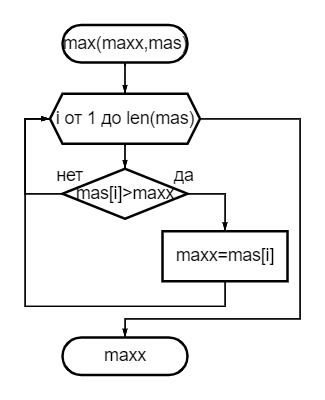 max(maxx,mas)
i от 1 до len(mas)
нет
да
mas[i]>maxx
maxx=mas[i]
maxx